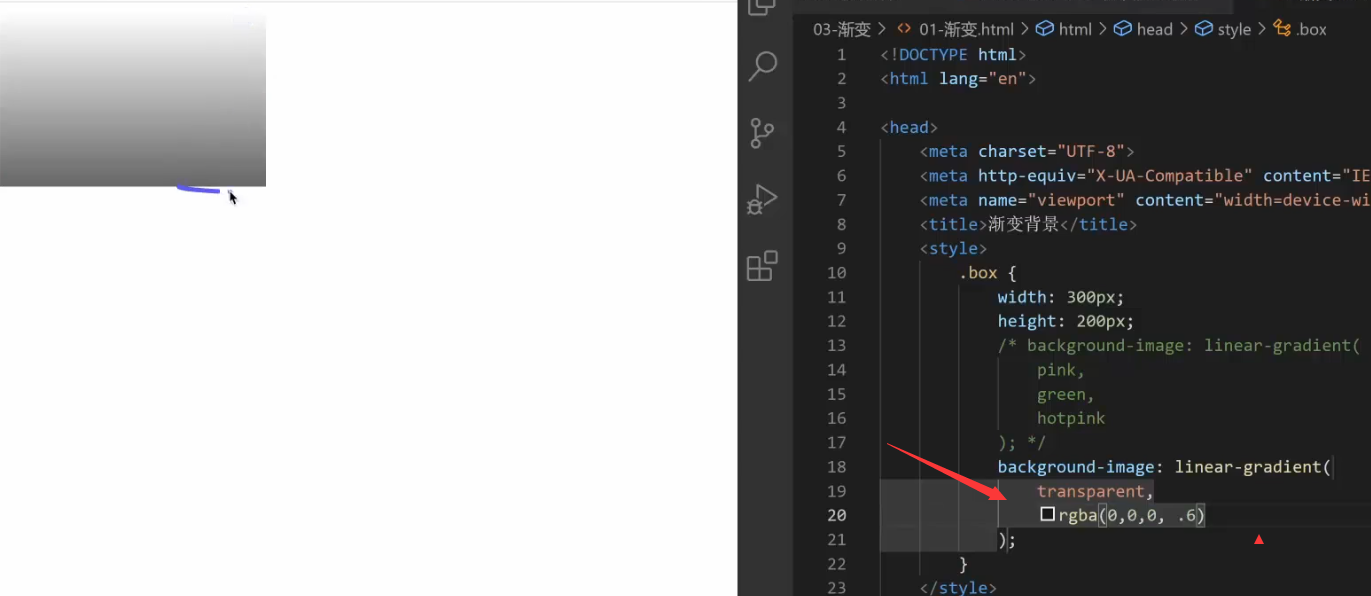 03-渐变 > 01-渐变.html > html > head > style > .box
1 <!DOCTYPE html>
2 <html lang="en">
3
4 <head>
5 <meta charset="UTF-8">
6 <meta http-equiv="X-UA-Compatible" content="IE
7 <meta name="viewport" content="width=device-wi
8 <title>渐变背景</title>
9 <style>
10 .box {
11 width: 300px;
12 height: 200px;
13 /* background-image: linear-gradient(
14 pink,
15 green,
16 hotpink
17 ); */
18 background-image: linear-gradient(
19 transparent,
20 rgba(0,0,0, .6)
21 );
22 }
23 </style>